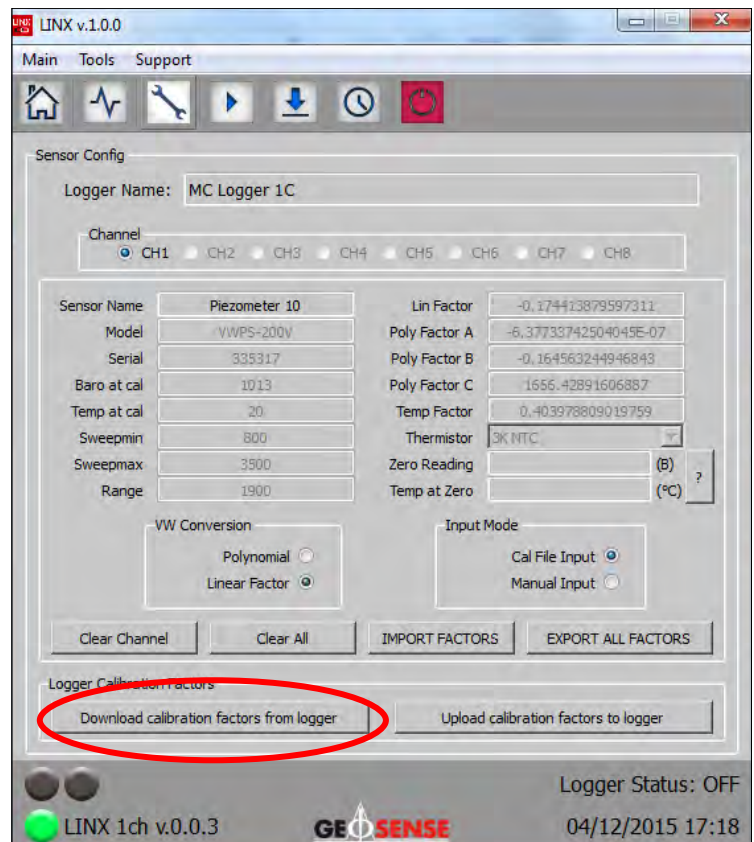 LINX v.1.0.0
Main Tools Support
Sensor Config
Logger Name: MC Logger 1C
Channel
CH1 CH2 CH3 CH4 CH5 CH6 CH7 CH8
Sensor Name Piezometer 10 Lin Factor -0.174413879597311
Model VWPS-200V Poly Factor A -6.37733742504045E-07
Serial 335317 Poly Factor B -0.164563244946843
Baro at cal 1013 Poly Factor C 1656.42891606887
Temp at cal 20 Temp Factor 0.403978809019759
Sweepmin 800 Thermistor 3K NTC
Sweepmax 3500 Zero Reading (B) ?
Range 1900 Temp at Zero (°C)
VW Conversion Input Mode
Polynomial Cal File Input
Linear Factor Manual Input
Clear Channel Clear All IMPORT FACTORS EXPORT ALL FACTORS
Logger Calibration Factors
Download calibration factors from logger Upload calibration factors to logger
Logger Status: OFF
LINX 1ch v.0.0.3 GEOSENSE 04/12/2015 17:18